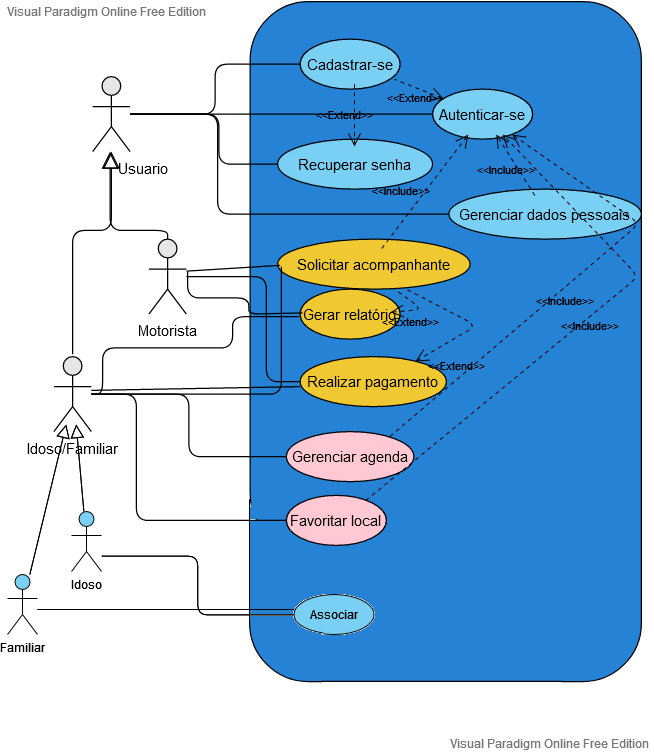 Visual Paradigm Online Free Edition
Cadastrar-se
<<Extend>>
<<Extend>>
Autenticar-se
Usuario
Recuperar senha
<<Include>>
<<Include>>
Gerenciar dados pessoais
Solicitar acompanhante
Motorista
Gerar relatório
<<Include>>
<<Extend>>
<<Include>>
<<Extend>>
Realizar pagamento
Idoso/Familiar
Gerenciar agenda
Favoritar local
Idoso
Associar
Familiar
Visual Paradigm Online Free Edition